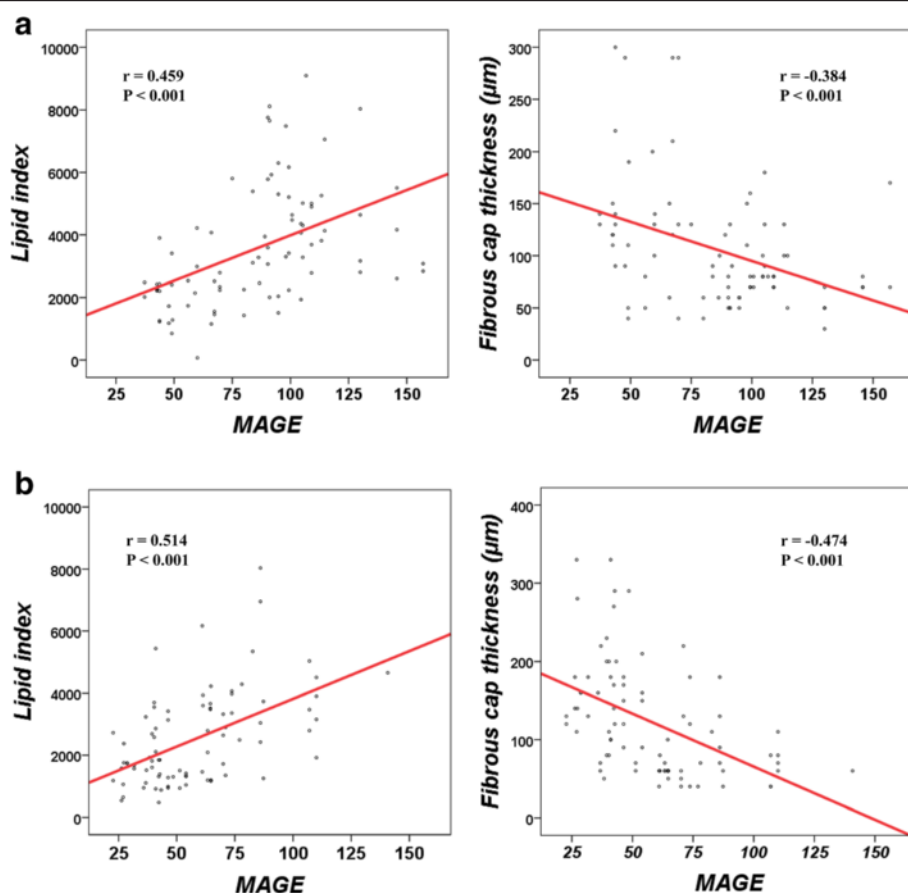 a
10000
8000
6000
4000
2000
0
Lipid index
r = 0.459
P < 0.001
25 50 75 100 125 150
MAGE
300
250
200
150
100
50
0
Fibrous cap thickness (µm)
r = -0.384
P < 0.001
25 50 75 100 125 150
MAGE
b
10000
8000
6000
4000
2000
0
Lipid index
r = 0.514
P < 0.001
25 50 75 100 125 150
MAGE
400
300
200
100
0
Fibrous cap thickness (µm)
r = -0.474
P < 0.001
25 50 75 100 125 150
MAGE